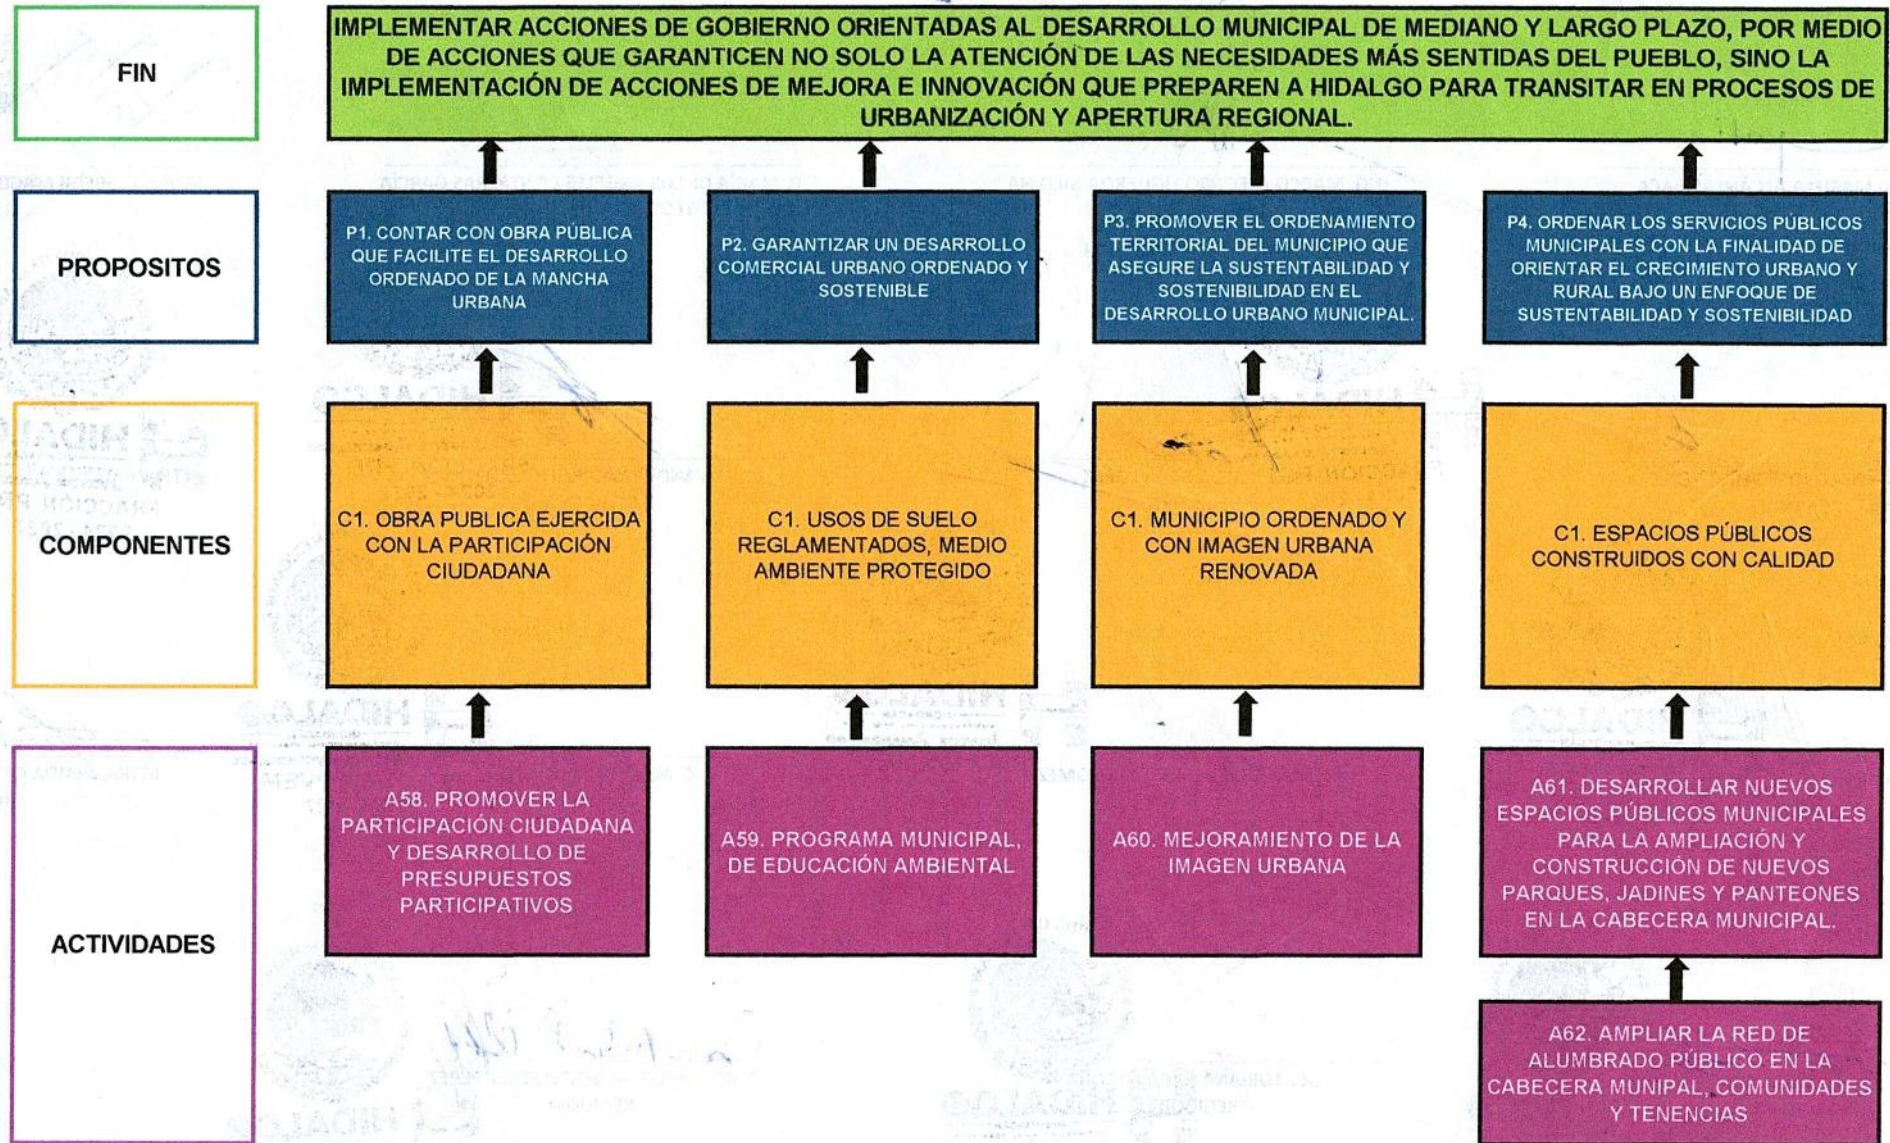 FIN
IMPLEMENTAR ACCIONES DE GOBIERNO ORIENTADAS AL DESARROLLO MUNICIPAL DE MEDIANO Y LARGO PLAZO, POR MEDIO
DE ACCIONES QUE GARANTICEN NO SOLO LA ATENCIÓN DE LAS NECESIDADES MÁS SENTIDAS DEL PUEBLO, SINO LA
IMPLEMENTACIÓN DE ACCIONES DE MEJORA E INNOVACIÓN QUE PREPAREN A HIDALGO PARA TRANSITAR EN PROCESOS DE
URBANIZACIÓN Y APERTURA REGIONAL.
PROPOSITOS
P1. CONTAR CON OBRA PÚBLICA
QUE FACILITE EL DESARROLLO
ORDENADO DE LA MANCHA
URBANA
P2. GARANTIZAR UN DESARROLLO
COMERCIAL URBANO ORDENADO Y
SOSTENIBLE
P3. PROMOVER EL ORDENAMIENTO
TERRITORIAL DEL MUNICIPIO QUE
ASEGURE LA SUSTENTABILIDAD Y
SOSTENIBILIDAD EN EL
DESARROLLO URBANO MUNICIPAL.
P4. ORDENAR LOS SERVICIOS PÚBLICOS
MUNICIPALES CON LA FINALIDAD DE
ORIENTAR EL CRECIMIENTO URBANO Y
RURAL BAJO UN ENFOQUE DE
SUSTENTABILIDAD Y SOSTENIBILIDAD
COMPONENTES
C1. OBRA PUBLICA EJERCIDA
CON LA PARTICIPACIÓN
CIUDADANA
C1. USOS DE SUELO
REGLAMENTADOS, MEDIO
AMBIENTE PROTEGIDO
C1. MUNICIPIO ORDENADO Y
CON IMAGEN URBANA
RENOVADA
C1. ESPACIOS PÚBLICOS
CONSTRUIDOS CON CALIDAD
ACTIVIDADES
A58. PROMOVER LA
PARTICIPACIÓN CIUDADANA
Y DESARROLLO DE
PRESUPUESTOS
PARTICIPATIVOS
A59. PROGRAMA MUNICIPAL,
DE EDUCACIÓN AMBIENTAL
A60. MEJORAMIENTO DE LA
IMAGEN URBANA
A61. DESARROLLAR NUEVOS
ESPACIOS PÚBLICOS MUNICIPALES
PARA LA AMPLIACIÓN Y
CONSTRUCCIÓN DE NUEVOS
PARQUES, JADINES Y PANTEONES
EN LA CABECERA MUNICIPAL.
A62. AMPLIAR LA RED DE
ALUMBRADO PÚBLICO EN LA
CABECERA MUNIPAL, COMUNIDADES
Y TENENCIAS